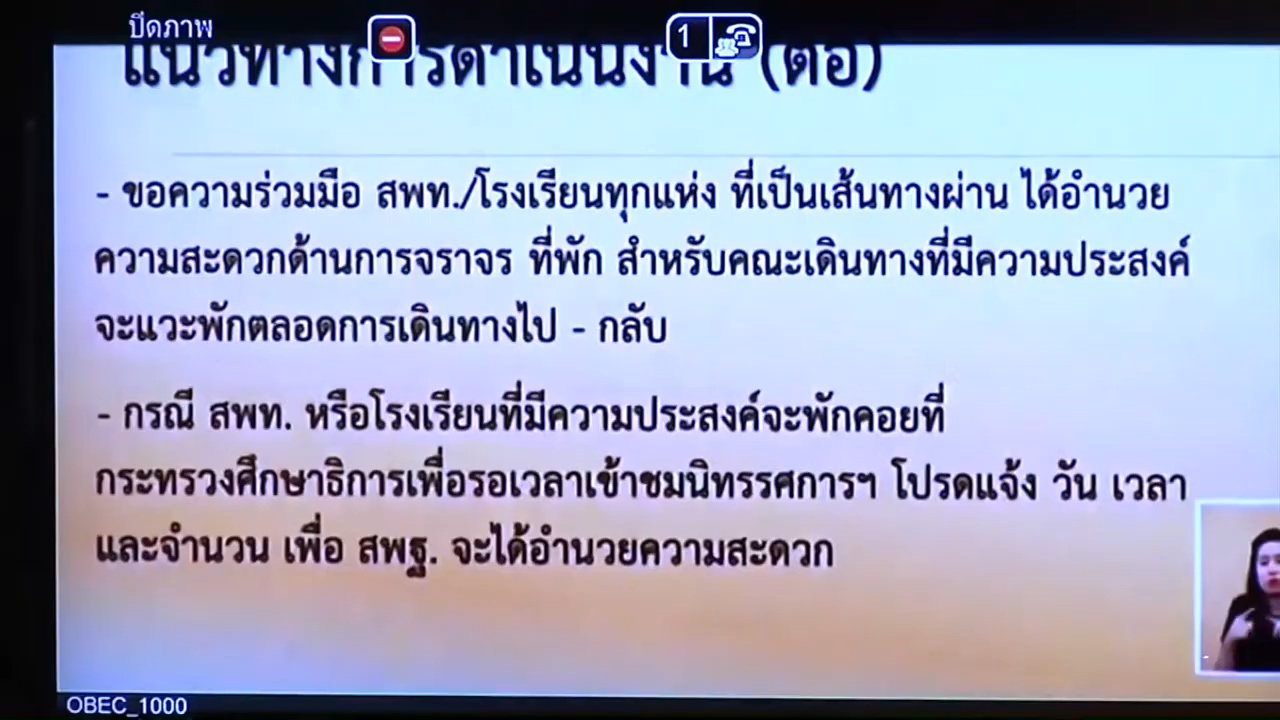 ปิดภาพ
1
แนวทางการดำเนินงาน (ต่อ)
- ขอความร่วมมือ สพท./โรงเรียนทุกแห่ง ที่เป็นเส้นทางผ่าน ได้อำนวย
ความสะดวกด้านการจราจร ที่พัก สำหรับคณะเดินทางที่มีความประสงค์
จะแวะพักตลอดการเดินทางไป - กลับ
- กรณี สพท. หรือโรงเรียนที่มีความประสงค์จะพักคอยที่
กระทรวงศึกษาธิการเพื่อรอเวลาเข้าชมนิทรรศการฯ โปรดแจ้ง วัน เวลา
และจำนวน เพื่อ สพฐ. จะได้อำนวยความสะดวก
OBEC_1000